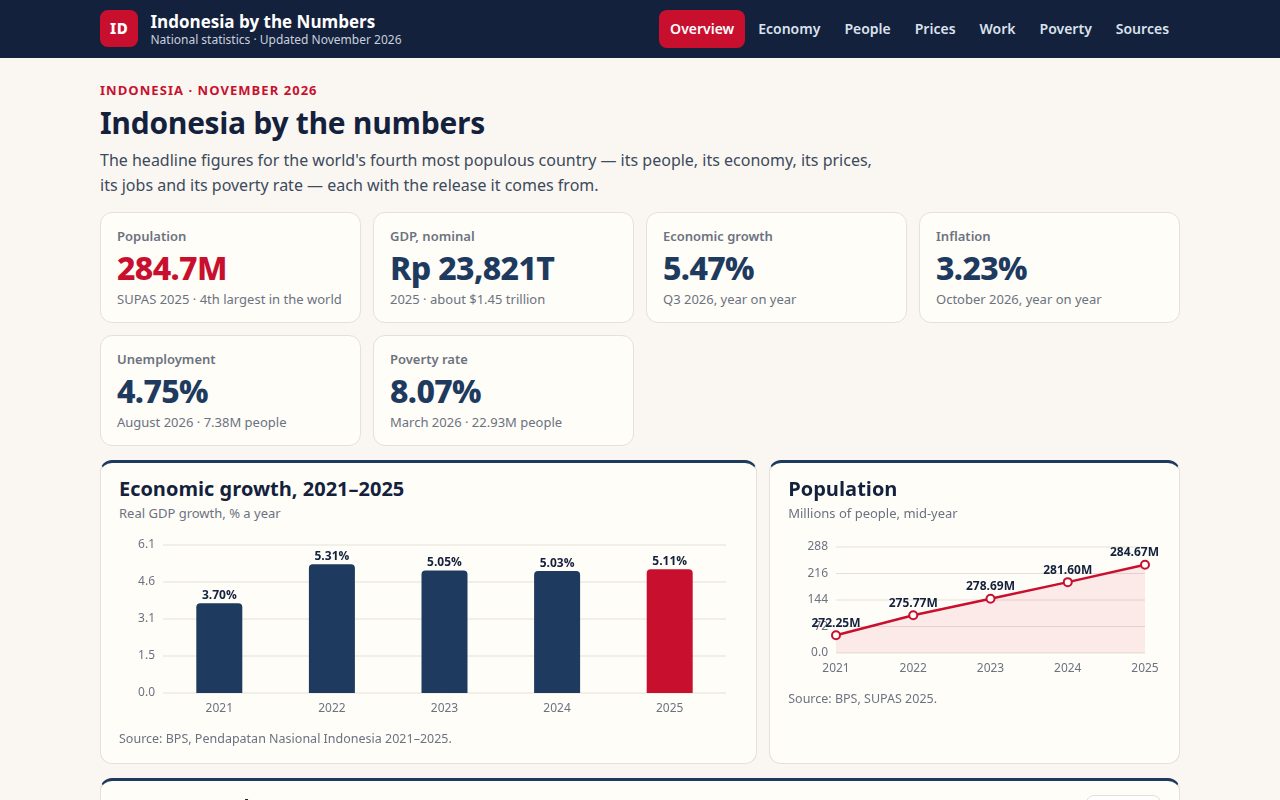 ID
Indonesia by the Numbers
National statistics · Updated November 2026
Overview
Economy
People
Prices
Work
Poverty
Sources
INDONESIA · NOVEMBER 2026
Indonesia by the numbers
The headline figures for the world's fourth most populous country — its people, its economy, its prices,
its jobs and its poverty rate — each with the release it comes from.
Population
284.7M
SUPAS 2025 · 4th largest in the world
GDP, nominal
Rp 23,821T
2025 · about $1.45 trillion
Economic growth
5.47%
Q3 2026, year on year
Inflation
3.23%
October 2026, year on year
Unemployment
4.75%
August 2026 · 7.38M people
Poverty rate
8.07%
March 2026 · 22.93M people
Economic growth, 2021–2025
Real GDP growth, % a year
6.1
4.6
3.1
1.5
0.0
3.70%
5.31%
5.05%
5.03%
5.11%
2021
2022
2023
2024
2025
Source: BPS, Pendapatan Nasional Indonesia 2021–2025.
Population
Millions of people, mid-year
288
216
144
72
0.0
272.25M
275.77M
278.69M
281.60M
284.67M
2021
2022
2023
2024
2025
Source: BPS, SUPAS 2025.